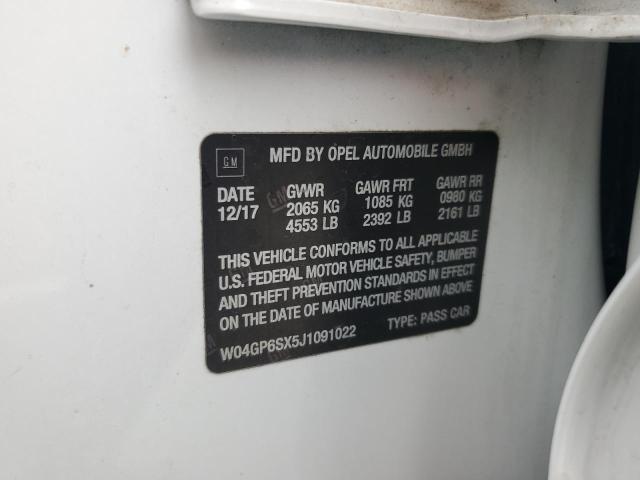 GM MFD BY OPEL AUTOMOBILE GMBH
DATE GVWR GAWR FRT GAWR RR
12/17 2065 KG 1085 KG 0980 KG
4553 LB 2392 LB 2161 LB
THIS VEHICLE CONFORMS TO ALL APPLICABLE
U.S. FEDERAL MOTOR VEHICLE SAFETY, BUMPER
AND THEFT PREVENTION STANDARDS IN EFFECT
ON THE DATE OF MANUFACTURE SHOWN ABOVE
W04GP6SX5J1091022 TYPE: PASS CAR